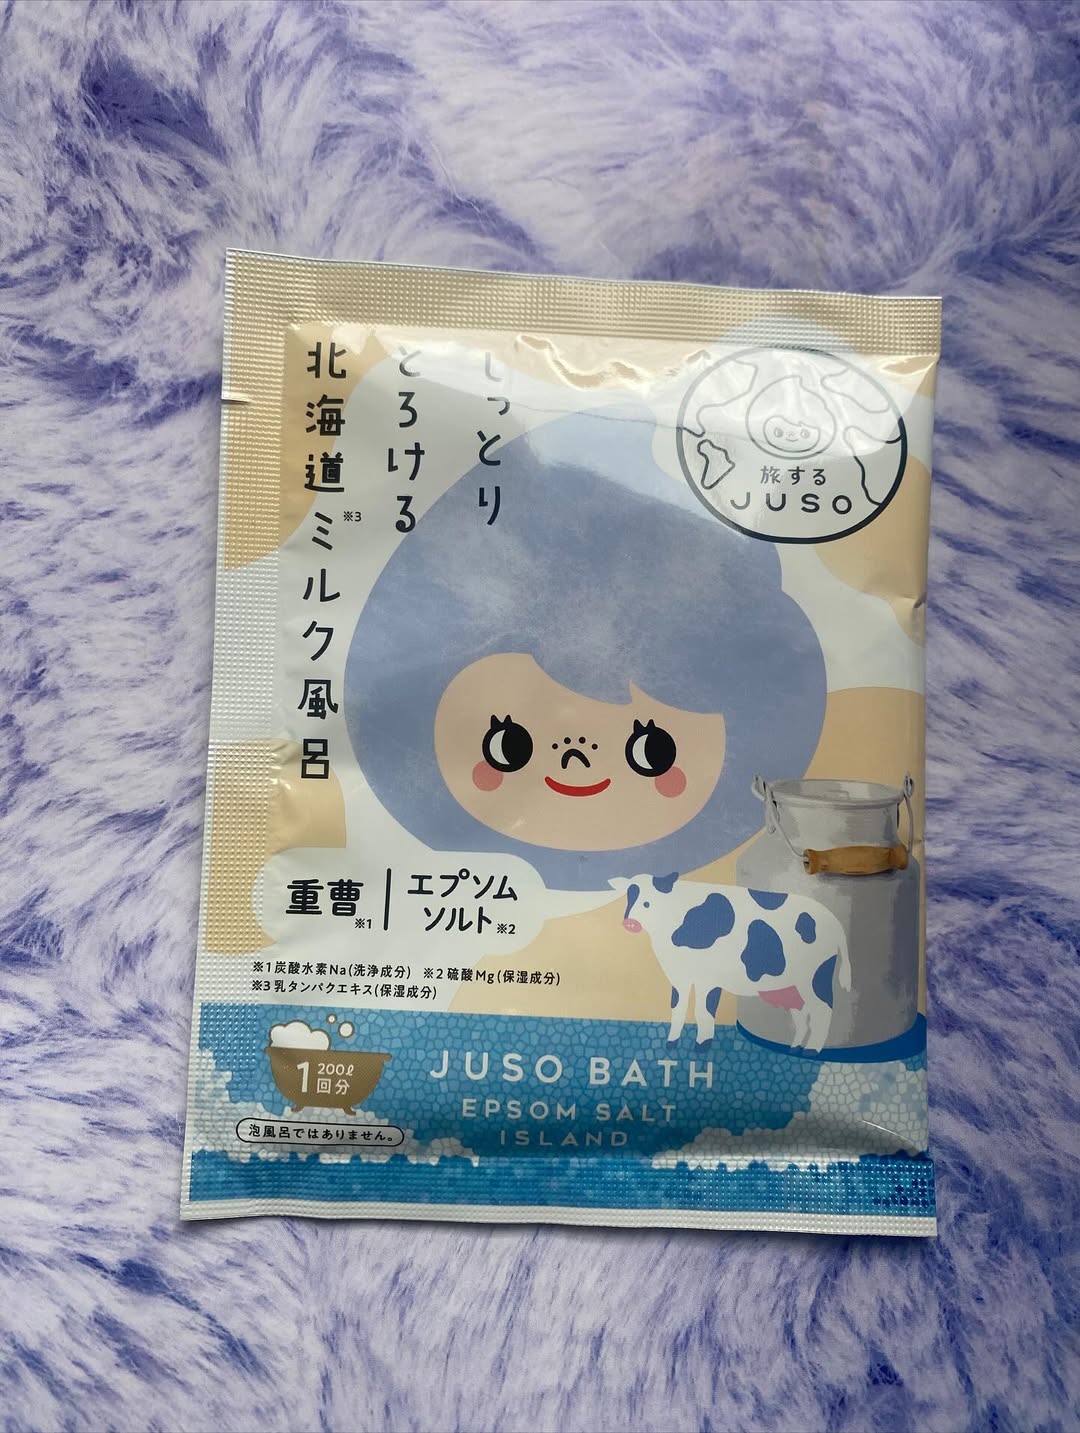 しっとり
とろける
北海道ミルク風呂
※3
旅する
JUSO
重曹※1
エプソム
ソルト※2
※1炭酸水素Na(洗浄成分) ※2硫酸Mg(保湿成分)
※3乳タンパクエキス(保湿成分)
1回分
200ℓ
泡風呂ではありません。
JUSO BATH
EPSOM SALT
ISLAND